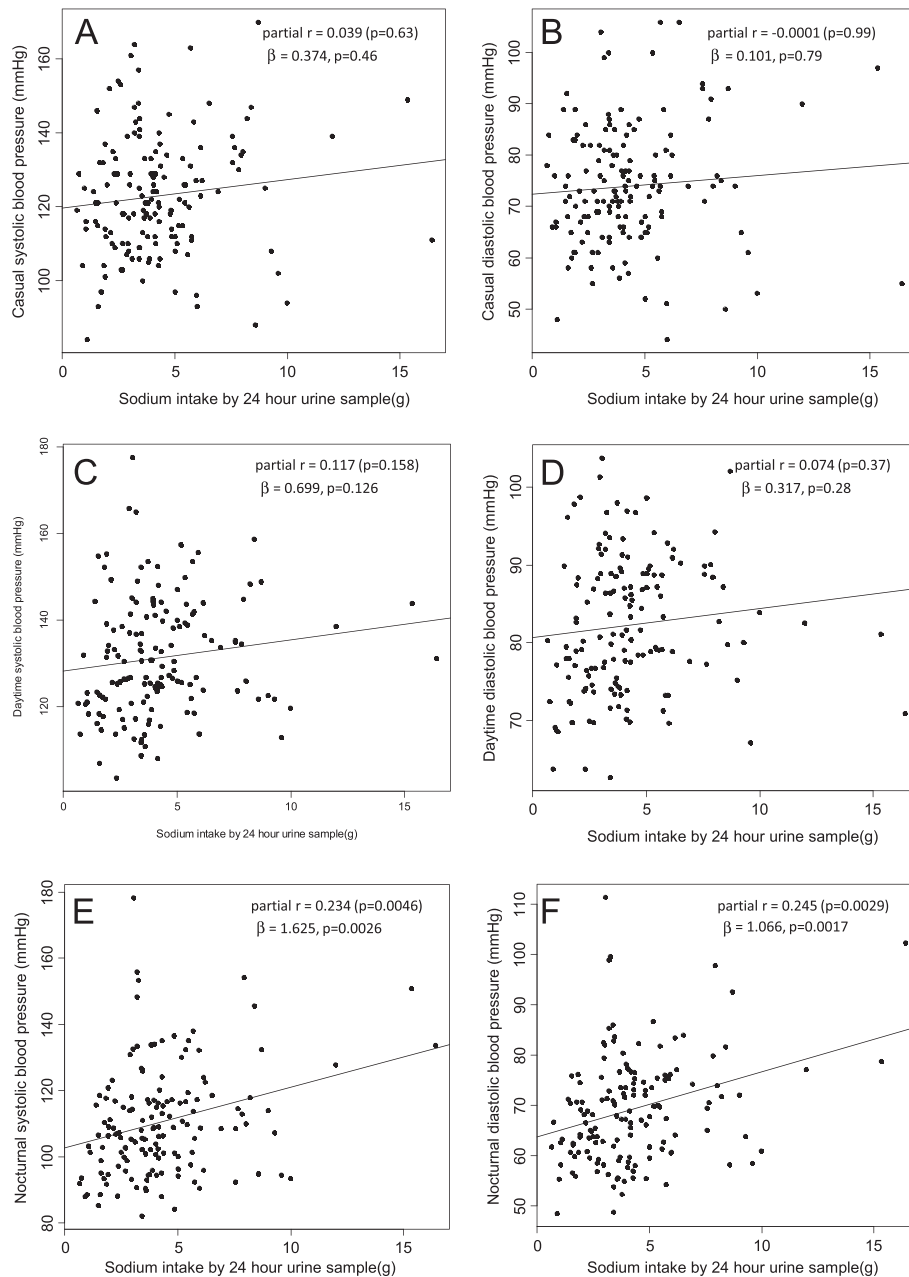 A
partial r = 0.039 (p=0.63)
β = 0.374, p=0.46
Casual systolic blood pressure (mmHg)
160
140
120
100
0 5 10 15
Sodium intake by 24 hour urine sample(g)
B
partial r = -0.0001 (p=0.99)
β = 0.101, p=0.79
Casual diastolic blood pressure (mmHg)
100
90
80
70
60
50
0 5 10 15
Sodium intake by 24 hour urine sample(g)
C
partial r = 0.117 (p=0.158)
β = 0.699, p=0.126
Daytime systolic blood pressure (mmHg)
180
160
140
120
0 5 10 15
Sodium intake by 24 hour urine sample(g)
D
partial r = 0.074 (p=0.37)
β = 0.317, p=0.28
Daytime diastolic blood pressure (mmHg)
100
90
80
70
0 5 10 15
Sodium intake by 24 hour urine sample(g)
E
partial r = 0.234 (p=0.0046)
β = 1.625, p=0.0026
Nocturnal systolic blood pressure (mmHg)
180
160
140
120
100
80
0 5 10 15
Sodium intake by 24 hour urine sample(g)
F
partial r = 0.245 (p=0.0029)
β = 1.066, p=0.0017
Nocturnal diastolic blood pressure (mmHg)
110
100
90
80
70
60
50
0 5 10 15
Sodium intake by 24 hour urine sample(g)